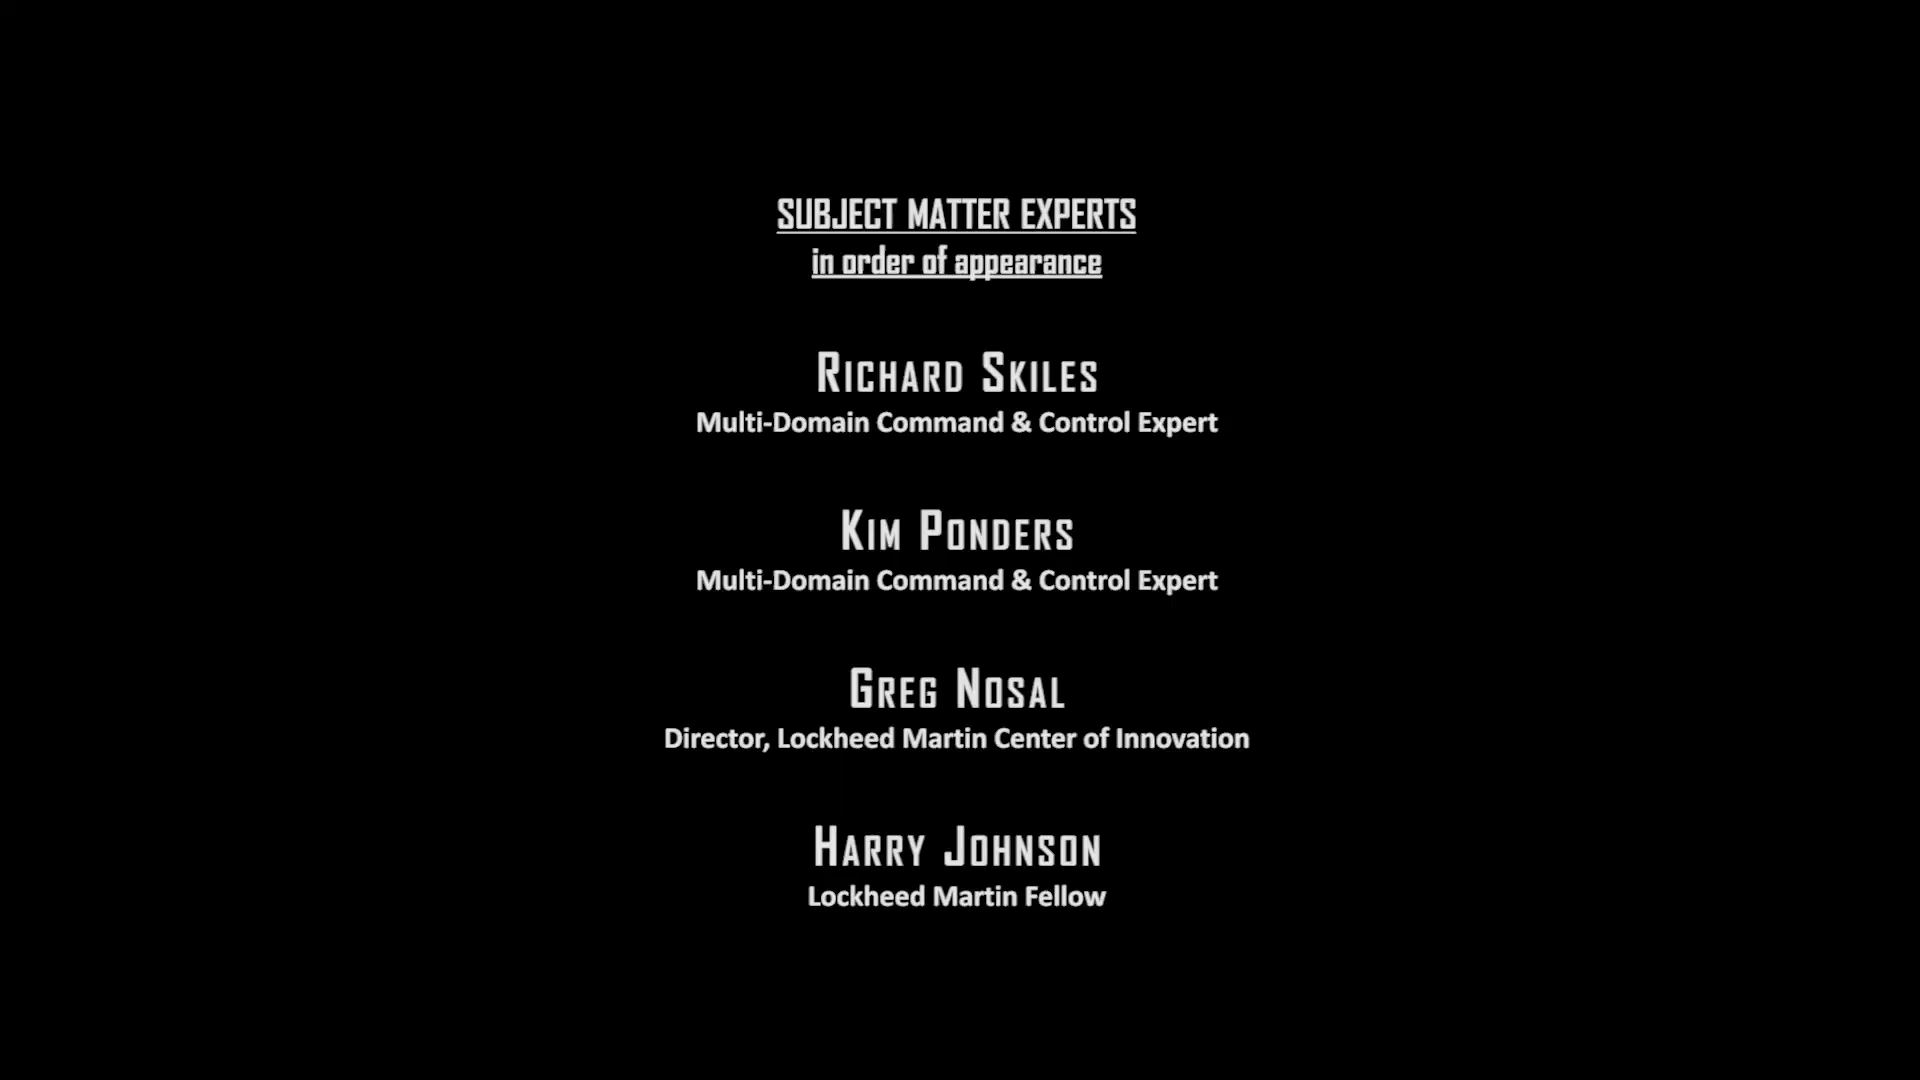 SUBJECT MATTER EXPERTS
in order of appearance
RICHARD SKILES
Multi-Domain Command & Control Expert
KIM PONDERS
Multi-Domain Command & Control Expert
GREG NOSAL
Director, Lockheed Martin Center of Innovation
HARRY JOHNSON
Lockheed Martin Fellow